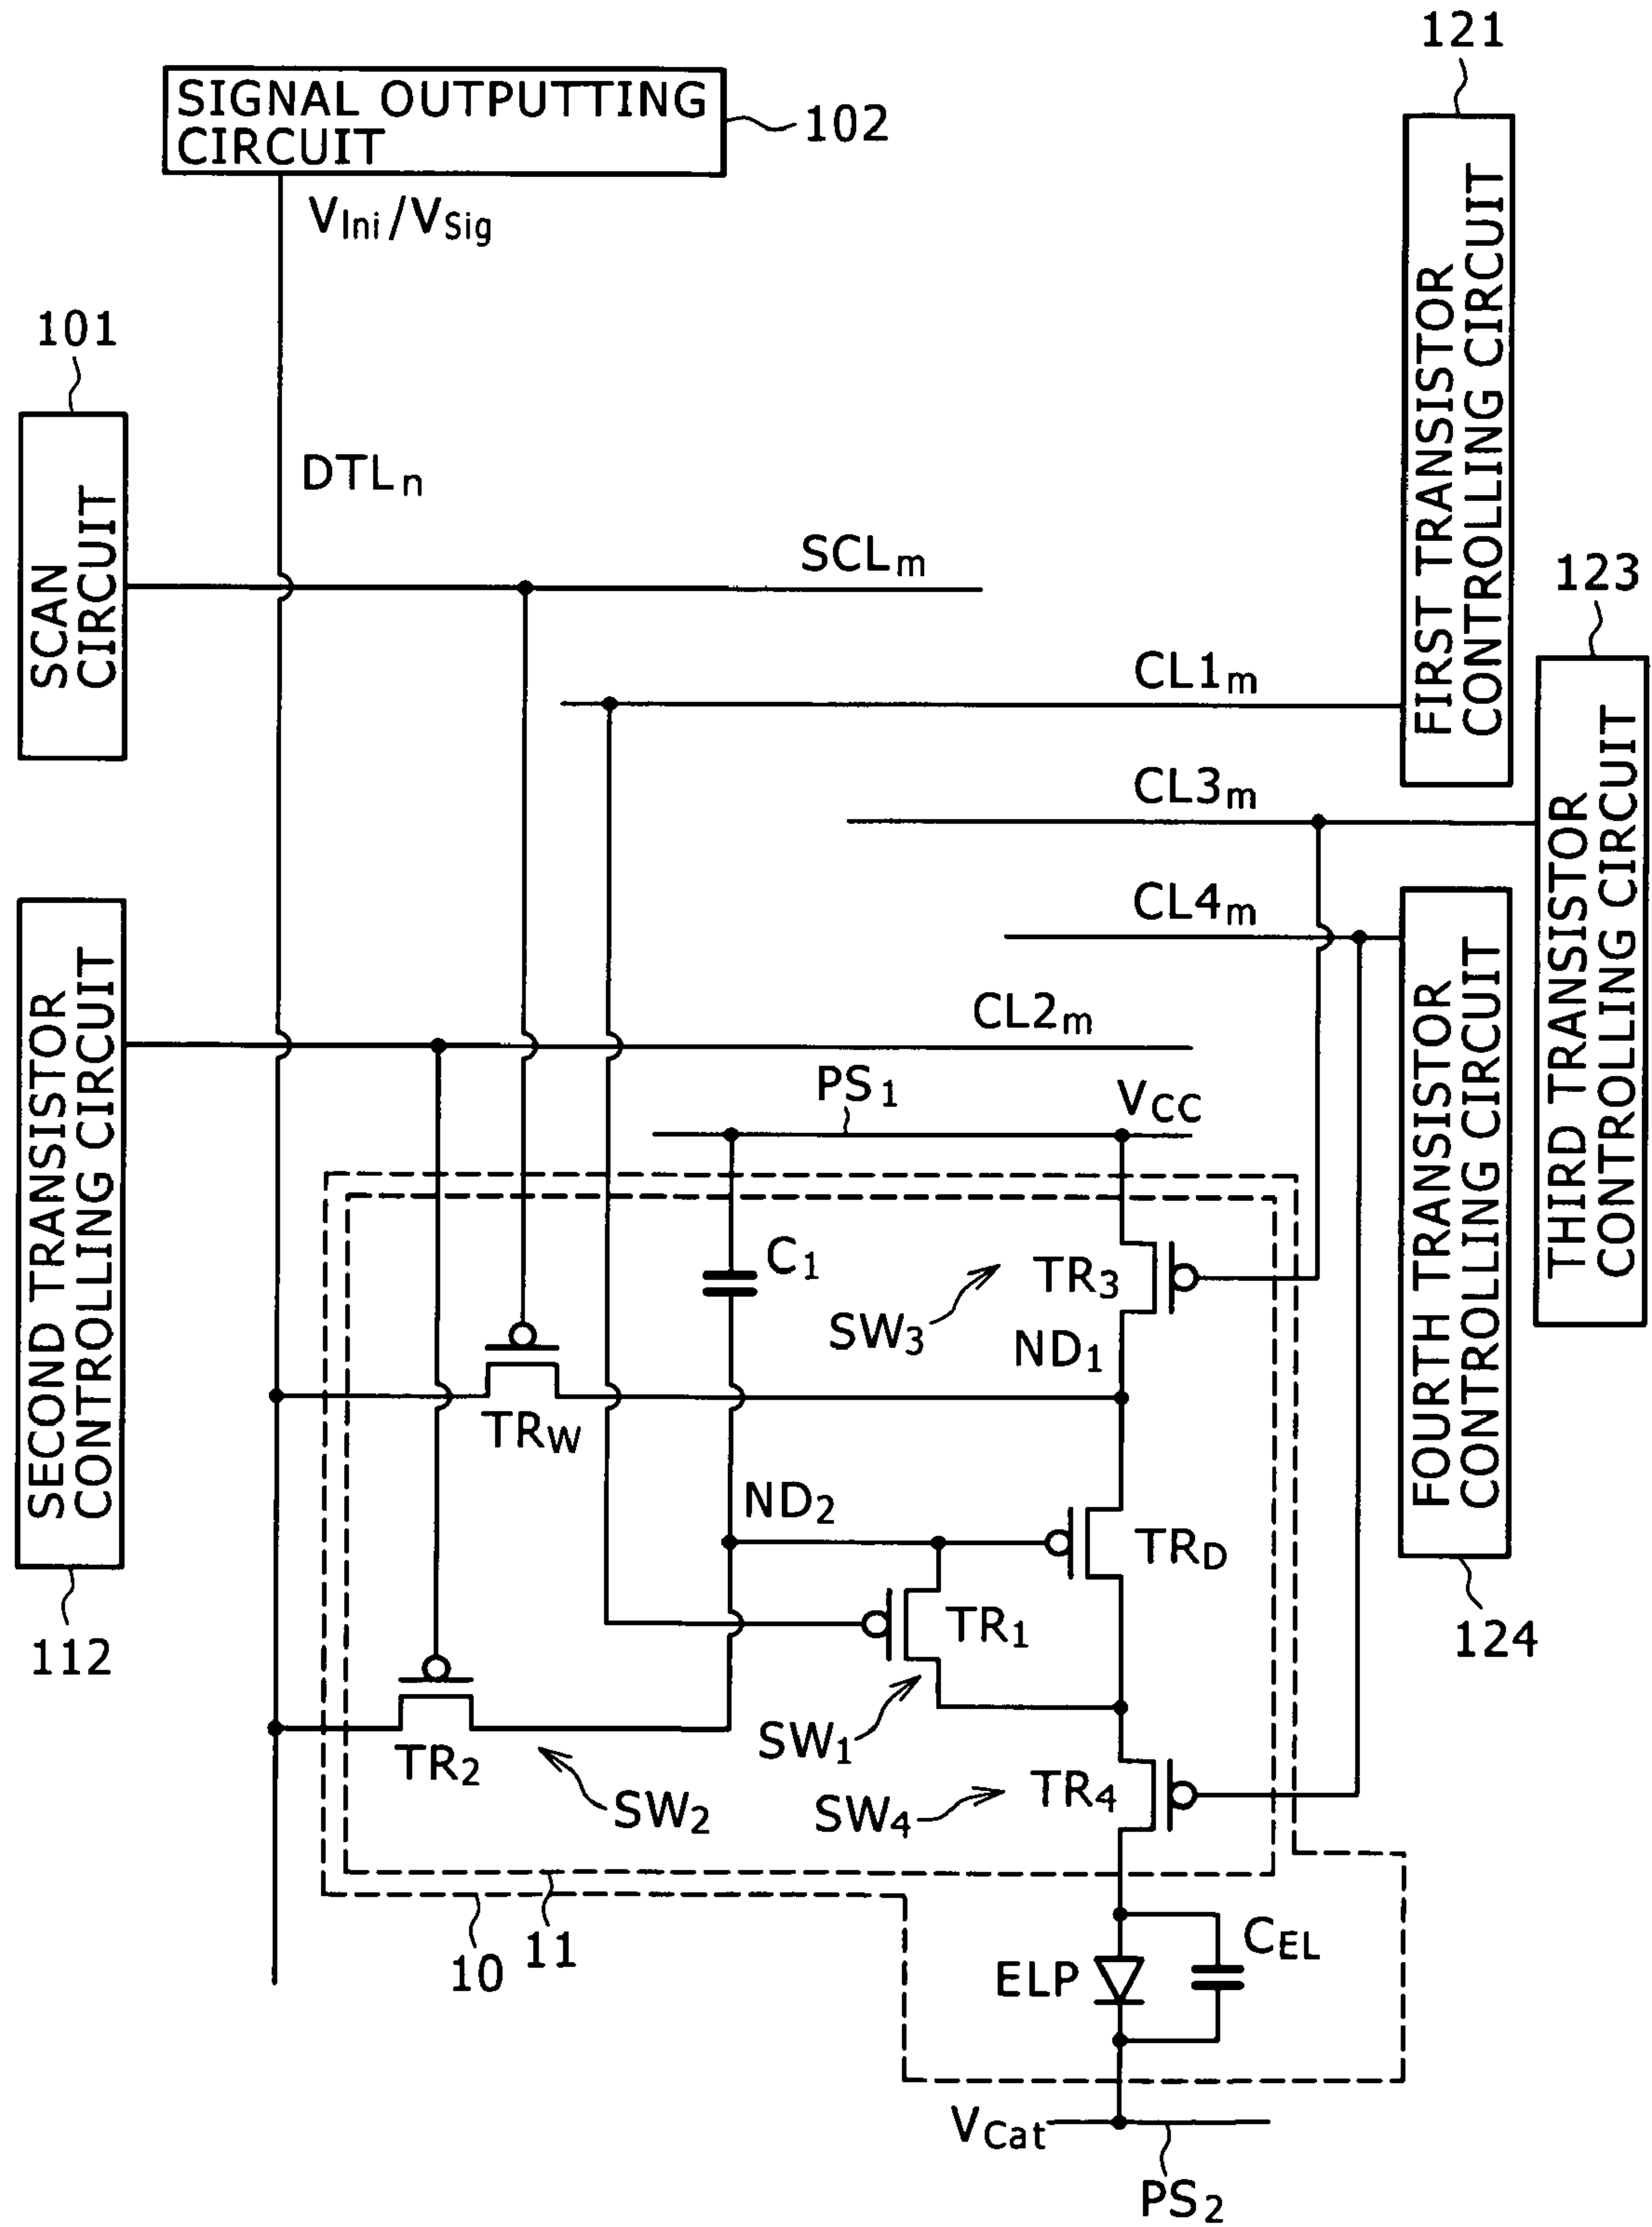 121
SIGNAL OUTPUTTING
CIRCUIT
102
VIni/VSig
FIRST TRANSISTOR
CONTROLLING CIRCUIT
101
DTLn
SCAN
CIRCUIT
SCLm
123
CL1m
THIRD TRANSISTOR
CONTROLLING CIRCUIT
CL3m
CL4m
SECOND TRANSISTOR
CONTROLLING CIRCUIT
FOURTH TRANSISTOR
CONTROLLING CIRCUIT
CL2m
PS1
VCC
C1
TR3
SW3
ND1
TRW
ND2
TRD
TR1
112
124
SW1
TR2
TR4
SW2
SW4
11
10
CEL
ELP
VCat
PS2